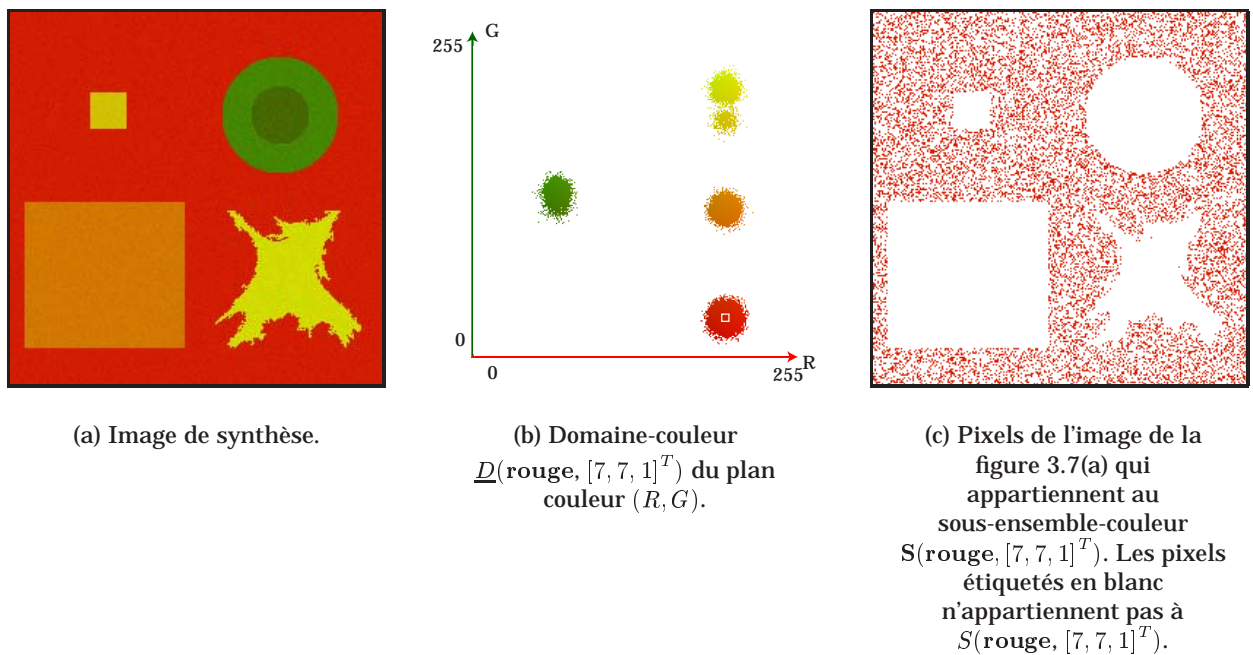 G
255
0
0
255
R
(a) Image de synthèse.
(b) Domaine-couleur
D(rouge, [7, 7, 1]^T) du plan
couleur (R, G).
(c) Pixels de l'image de la
figure 3.7(a) qui
appartiennent au
sous-ensemble-couleur
S(rouge, [7, 7, 1]^T). Les pixels
étiquetés en blanc
n'appartiennent pas à
S(rouge, [7, 7, 1]^T).